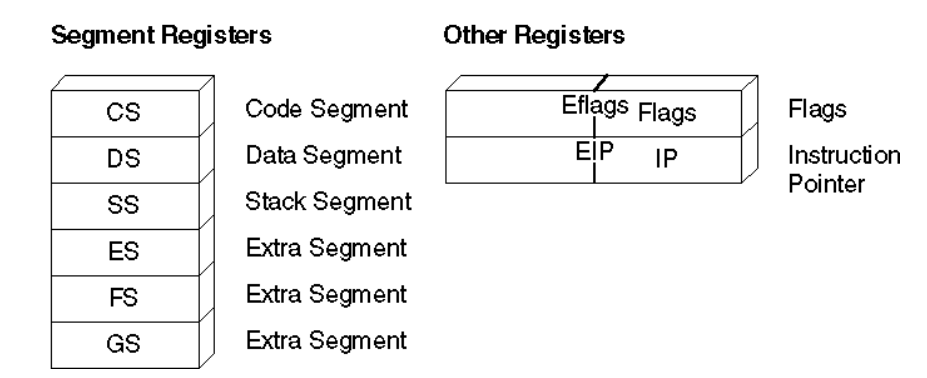 Segment Registers
Other Registers
CS Code Segment
DS Data Segment
SS Stack Segment
ES Extra Segment
FS Extra Segment
GS Extra Segment
Eflags Flags Flags
EIP IP Instruction
Pointer